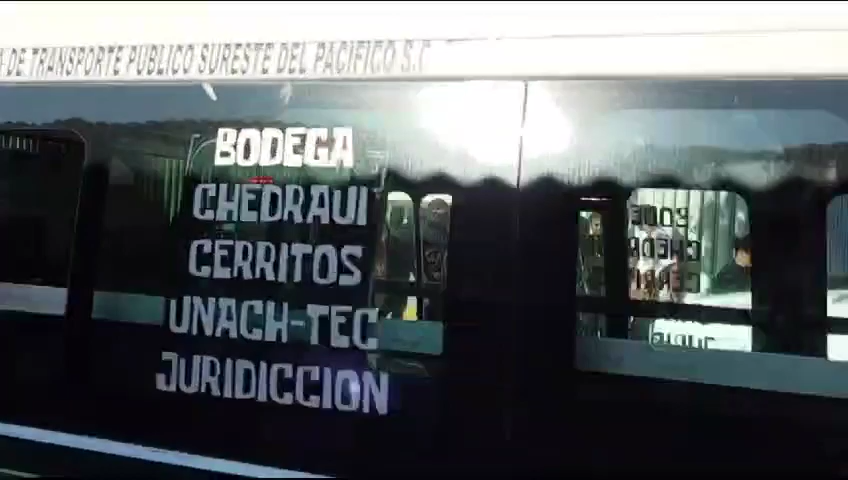 DE TRANSPORTE PUBLICO SURESTE DEL PACIFICO S.C
BODEGA
CHEDRAUI
CERRITOS
UNACH-TEC
JURIDICCION